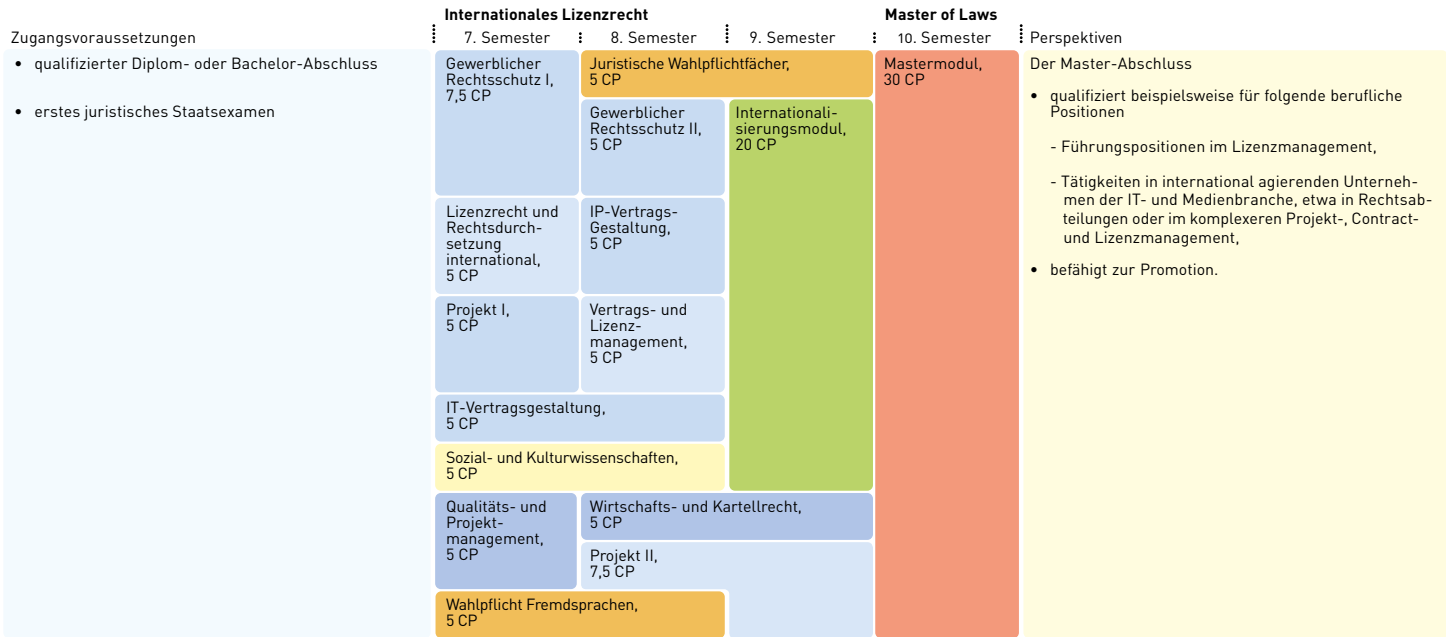 Internationales Lizenzrecht
Master of Laws
Zugangsvoraussetzungen
7. Semester
8. Semester
9. Semester
10. Semester
Perspektiven
• qualifizierter Diplom- oder Bachelor-Abschluss
• erstes juristisches Staatsexamen
Gewerblicher
Rechtsschutz I,
7,5 CP
Juristische Wahlpflichtfächer,
5 CP
Gewerblicher
Rechtsschutz II,
5 CP
Internationali-
sierungsmodul,
20 CP
Mastermodul,
30 CP
Lizenzrecht und
Rechtsdurch-
setzung
international,
5 CP
IP-Vertrags-
Gestaltung,
5 CP
Projekt I,
5 CP
Vertrags- und
Lizenz-
management,
5 CP
IT-Vertragsgestaltung,
5 CP
Sozial- und Kulturwissenschaften,
5 CP
Qualitäts- und
Projekt-
management,
5 CP
Wirtschafts- und Kartellrecht,
5 CP
Projekt II,
7,5 CP
Wahlpflicht Fremdsprachen,
5 CP
Der Master-Abschluss
• qualifiziert beispielsweise für folgende berufliche
Positionen
- Führungspositionen im Lizenzmanagement,
- Tätigkeiten in international agierenden Unterneh-
men der IT- und Medienbranche, etwa in Rechtsab-
teilungen oder im komplexeren Projekt-, Contract-
und Lizenzmanagement,
• befähigt zur Promotion.